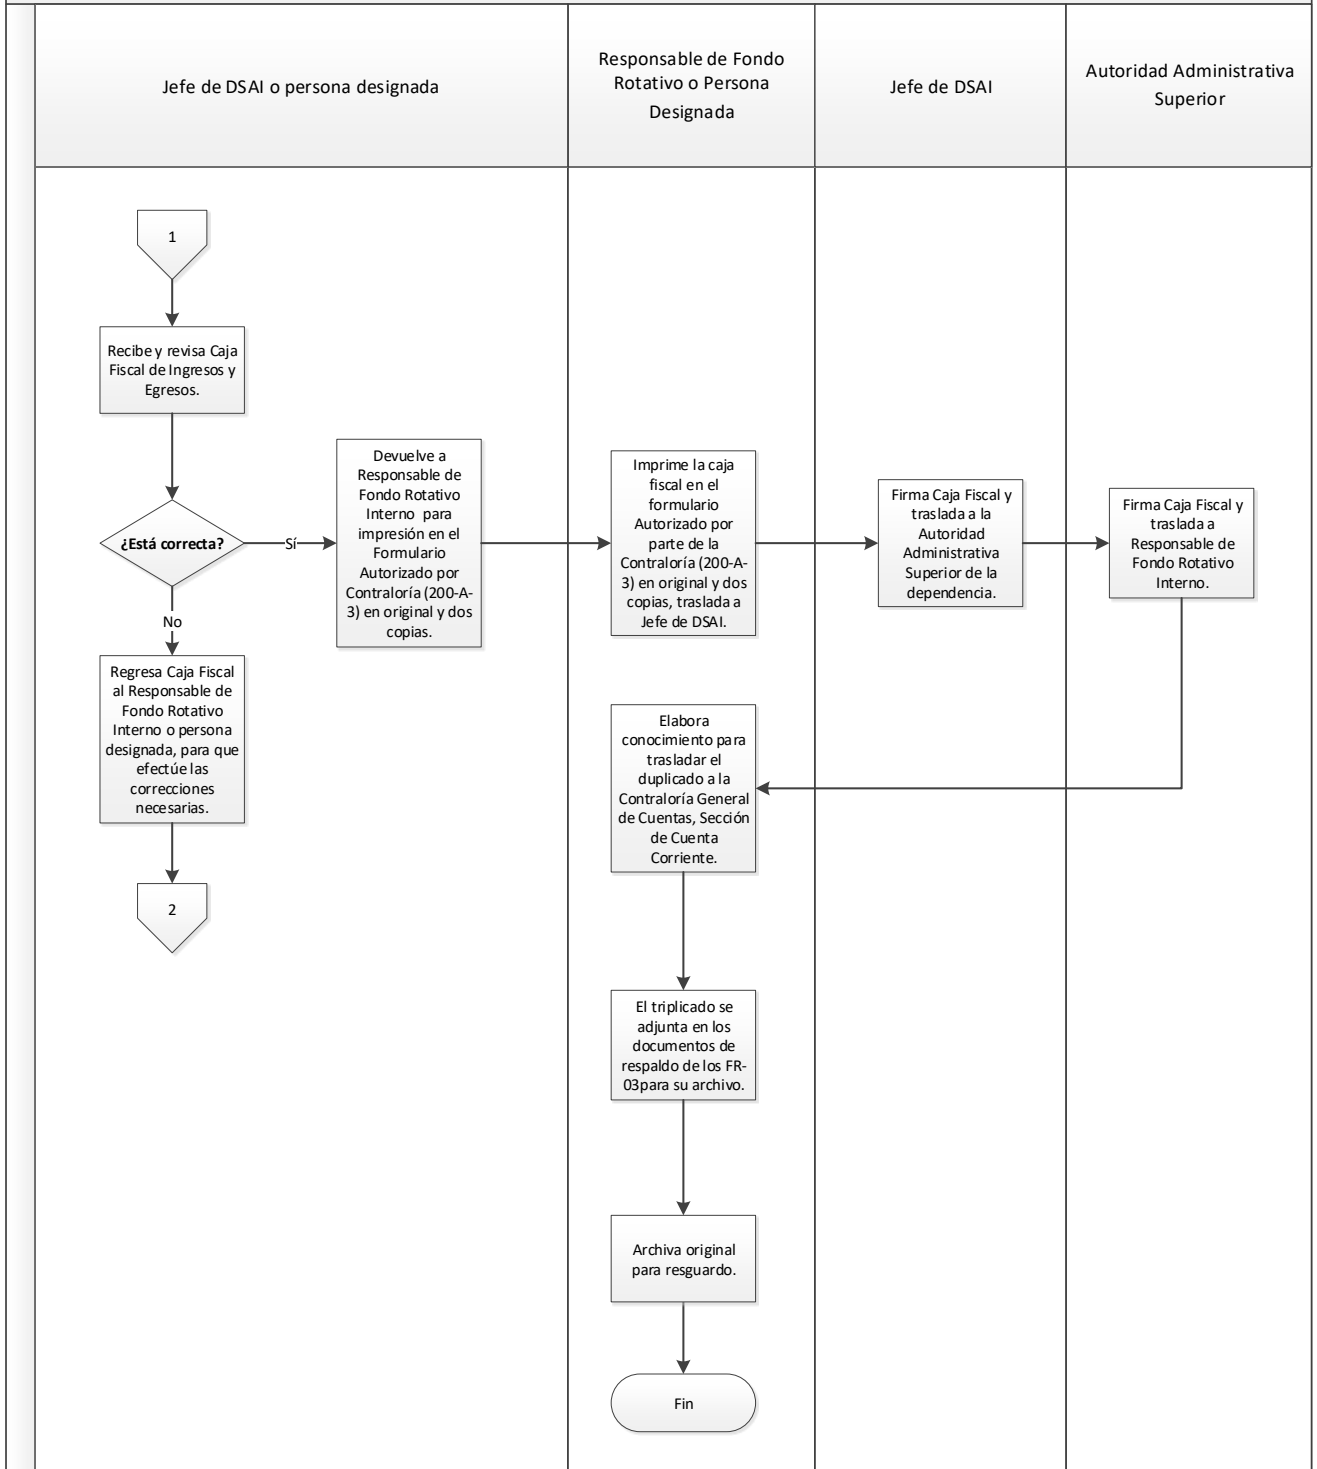 Jefe de DSAI o persona designada
Responsable de Fondo
Rotativo o Persona
Designada
Jefe de DSAI
Autoridad Administrativa
Superior
1
Recibe y revisa Caja
Fiscal de Ingresos y
Egresos.
¿Está correcta?
Sí
No
Devuelve a
Responsable de
Fondo Rotativo
Interno para
impresión en el
Formulario
Autorizado por
Contraloría (200-A-
3) en original y dos
copias.
Imprime la caja
fiscal en el
formulario
Autorizado por
parte de la
Contraloría (200-A-
3) en original y dos
copias, traslada a
Jefe de DSAI.
Firma Caja Fiscal y
traslada a la
Autoridad
Administrativa
Superior de la
dependencia.
Firma Caja Fiscal y
traslada a
Responsable de
Fondo Rotativo
Interno.
Regresa Caja Fiscal
al Responsable de
Fondo Rotativo
Interno o persona
designada, para que
efectúe las
correcciones
necesarias.
2
Elabora
conocimiento para
trasladar el
duplicado a la
Contraloría General
de Cuentas, Sección
de Cuenta
Corriente.
El triplicado se
adjunta en los
documentos de
respaldo de los FR-
03para su archivo.
Archiva original
para resguardo.
Fin